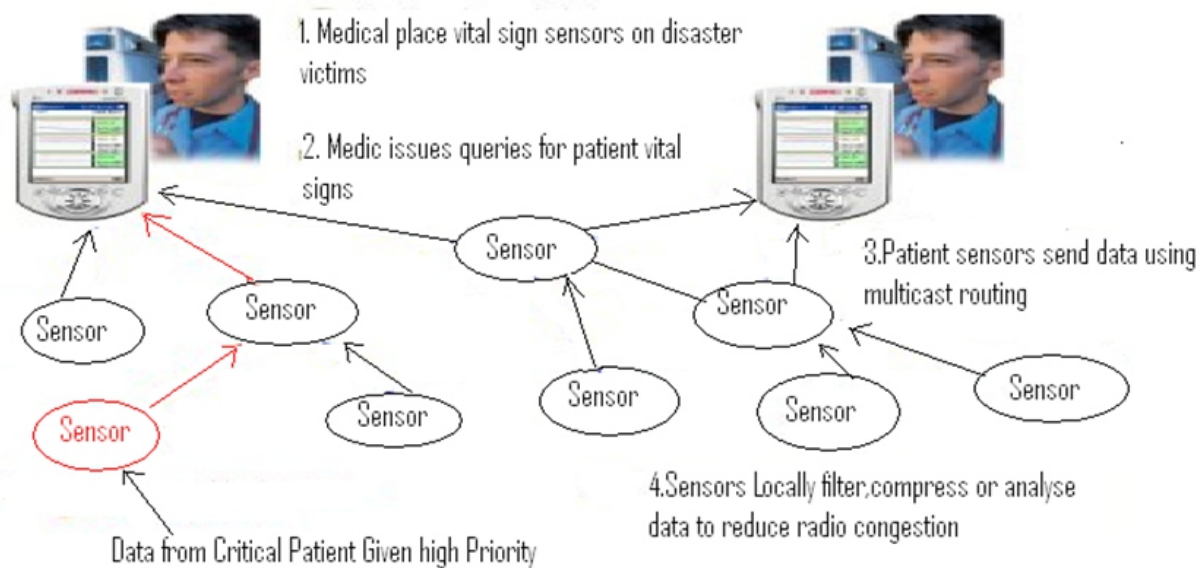 1. Medical place vital sign sensors on disaster
victims
2. Medic issues queries for patient vital
signs
Sensor
3.Patient sensors send data using
multicast routing
Sensor
Sensor
Sensor
Sensor
Sensor
Sensor
Sensor
Sensor
4.Sensors Locally filter,compress or analyse
data to reduce radio congestion
Data from Critical Patient Given high Priority